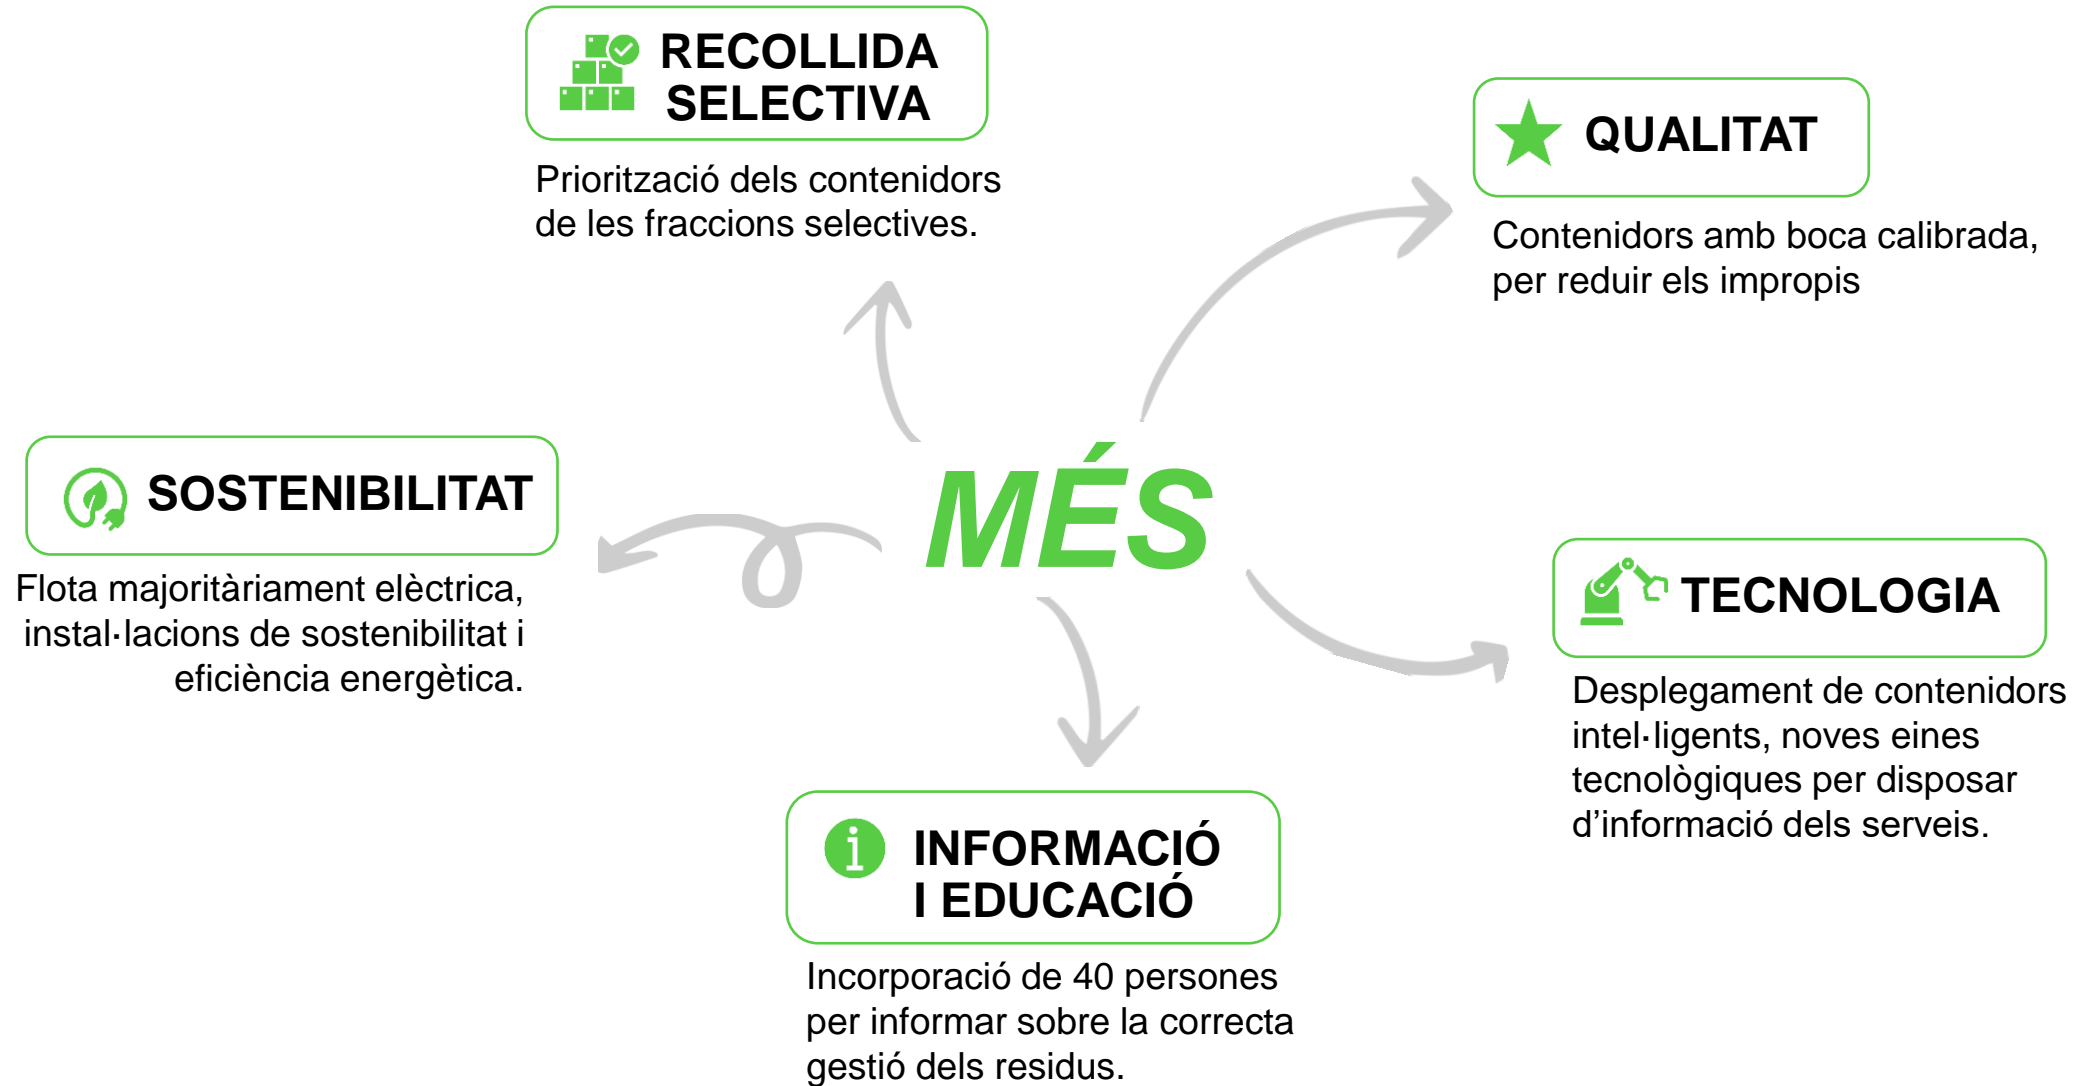 RECOLLIDA
SELECTIVA
Priorització dels contenidors
de les fraccions selectives.
QUALITAT
Contenidors amb boca calibrada,
per reduir els impropis
SOSTENIBILITAT
Flota majoritàriament elèctrica,
instal·lacions de sostenibilitat i
eficiència energètica.
MÉS
TECNOLOGIA
Desplegament de contenidors
intel·ligents, noves eines
tecnològiques per disposar
d’informació dels serveis.
INFORMACIÓ
I EDUCACIÓ
Incorporació de 40 persones
per informar sobre la correcta
gestió dels residus.